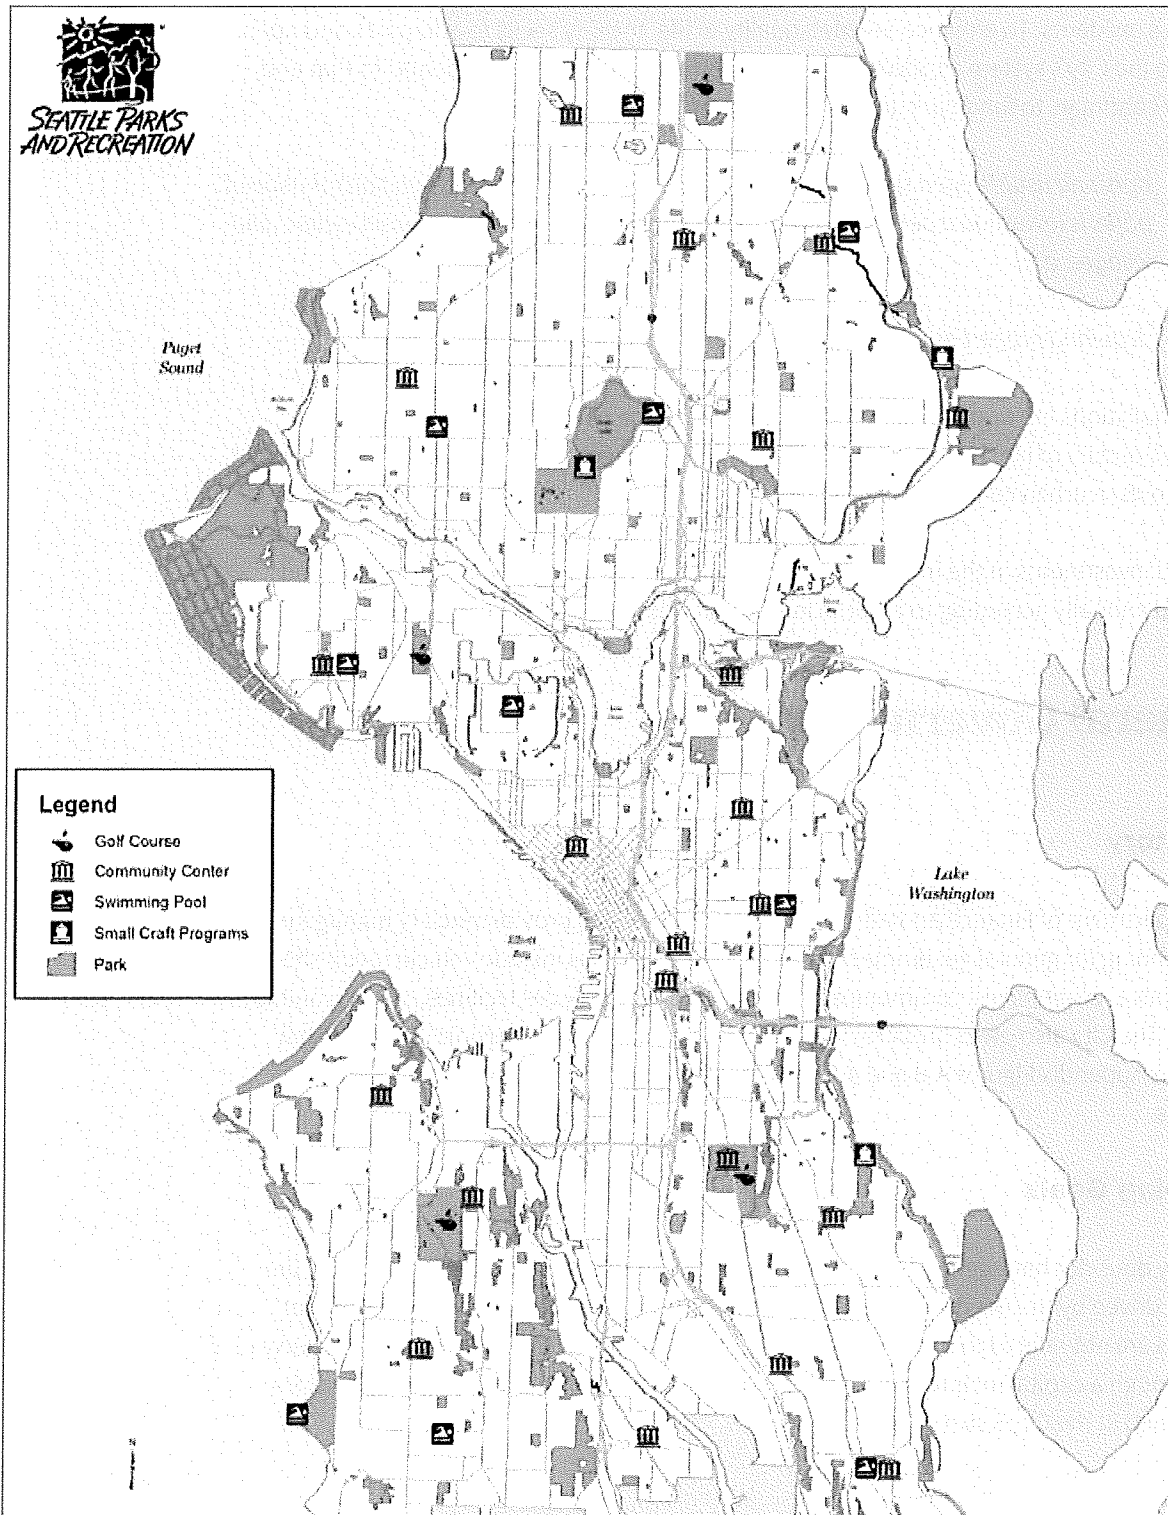 SEATTLE PARKS
AND RECREATION
Puget
Sound
Legend
Golf Course
Community Center
Swimming Pool
Small Craft Programs
Park
Lake
Washington
N